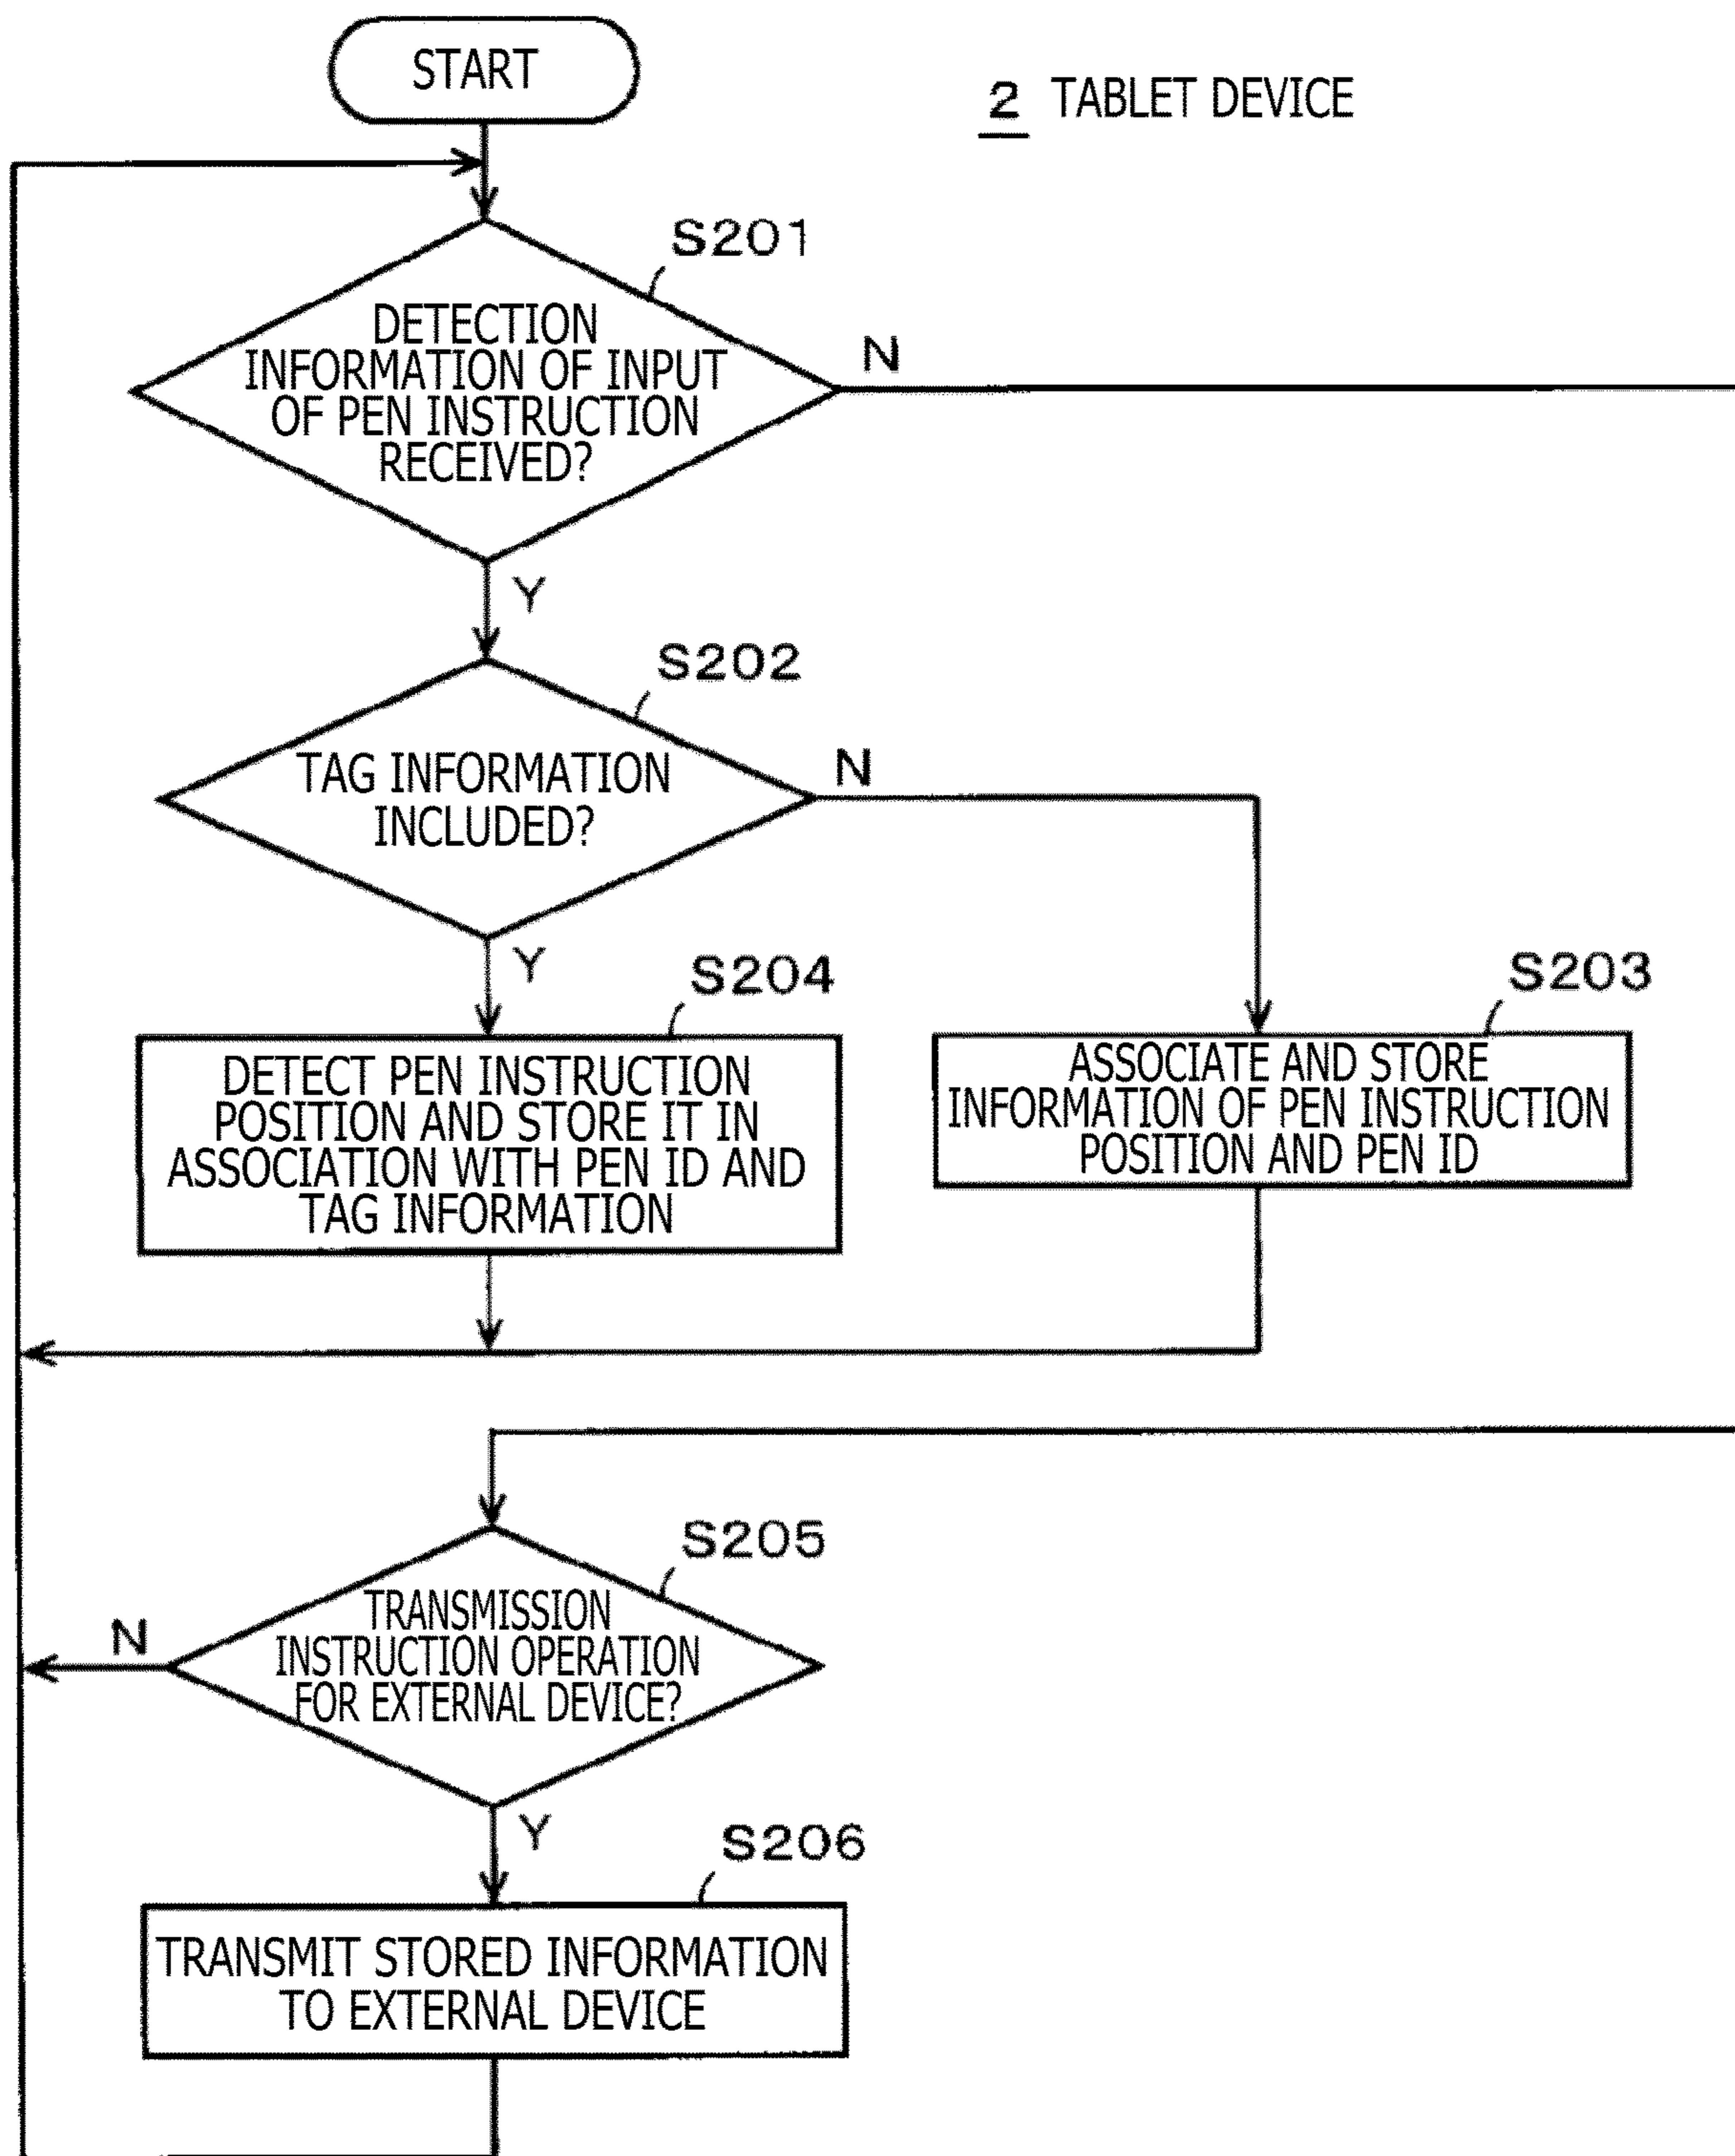 START
2 TABLET DEVICE
S201
DETECTION
INFORMATION OF INPUT
OF PEN INSTRUCTION
RECEIVED?
N
Y
S202
TAG INFORMATION
INCLUDED?
N
Y
S204
DETECT PEN INSTRUCTION
POSITION AND STORE IT IN
ASSOCIATION WITH PEN ID AND
TAG INFORMATION
S203
ASSOCIATE AND STORE
INFORMATION OF PEN INSTRUCTION
POSITION AND PEN ID
S205
TRANSMISSION
INSTRUCTION OPERATION
FOR EXTERNAL DEVICE?
N
Y
S206
TRANSMIT STORED INFORMATION
TO EXTERNAL DEVICE